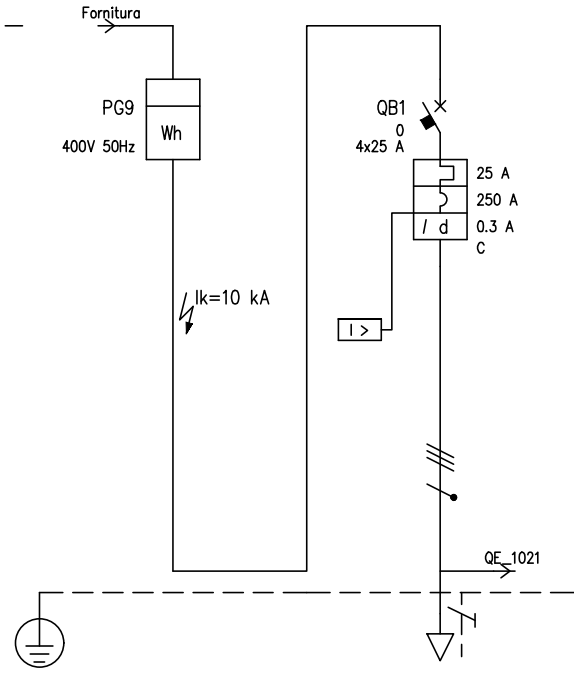 Fornitura
PG9
Wh
400V 50Hz
QB1
0
4x25 A
25 A
250 A
I d
0.3 A
C
Ik=10 kA
I >
QE_1021